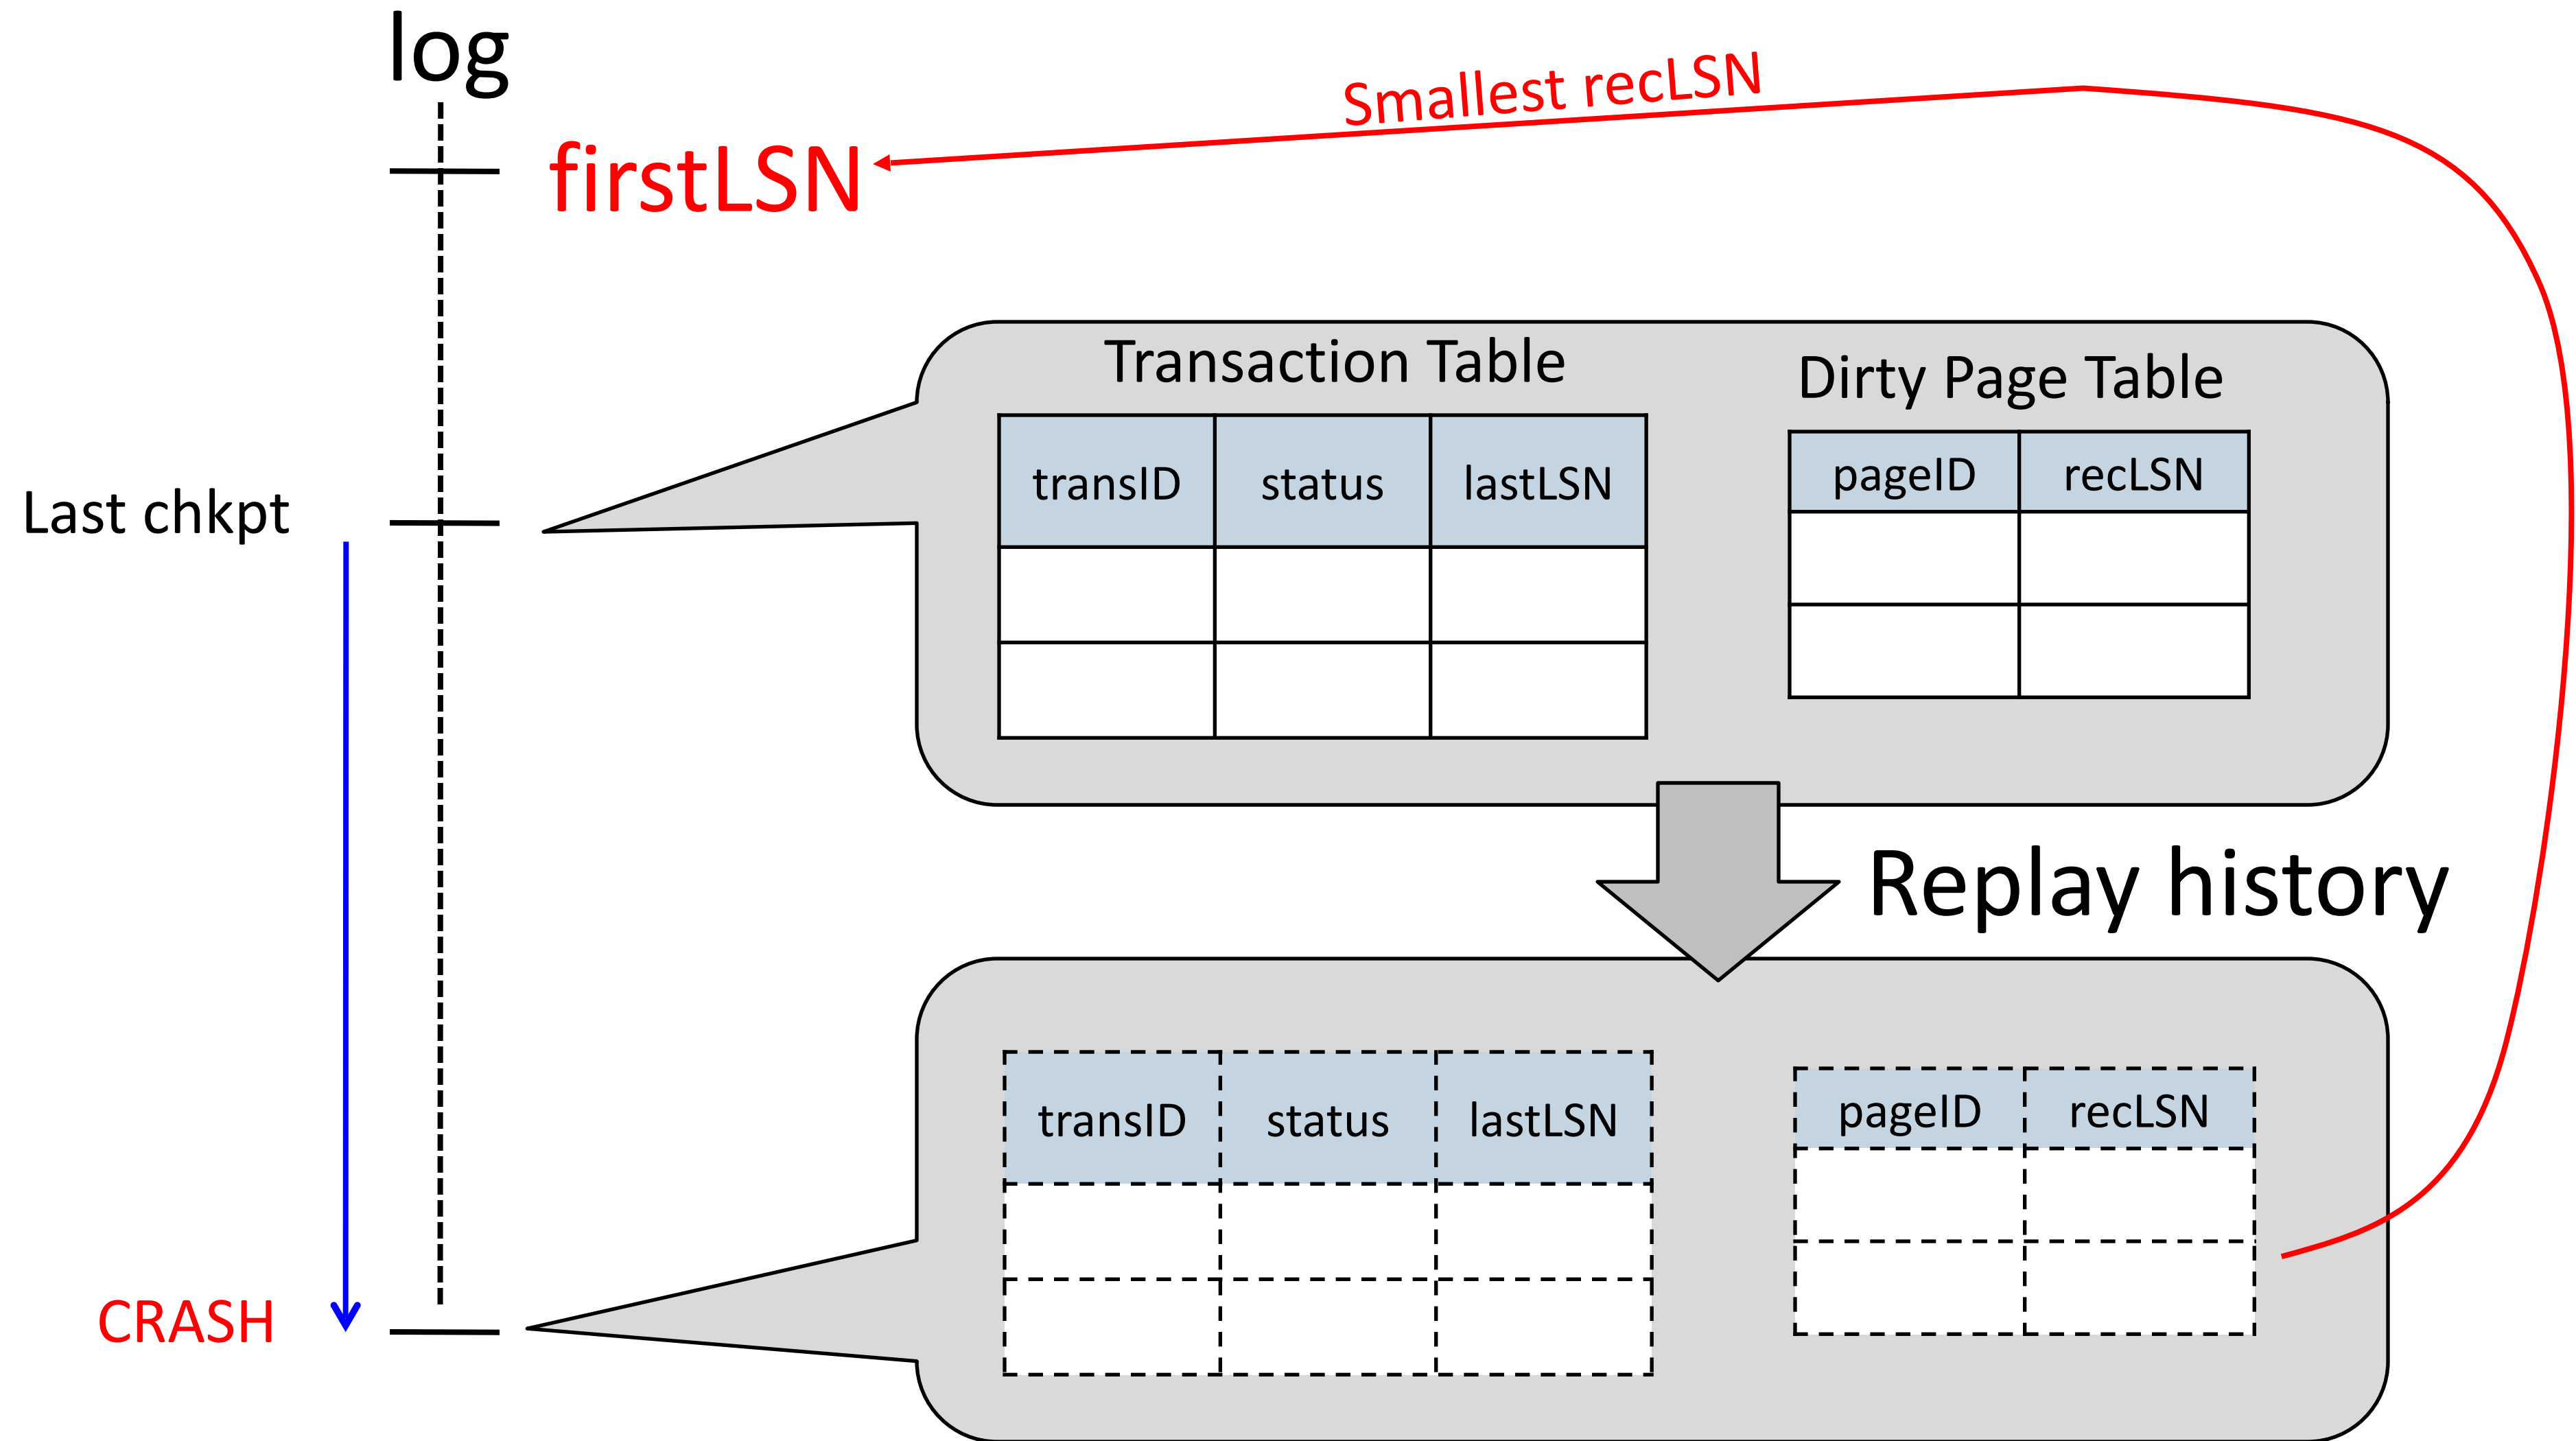 log
Smallest recLSN
firstLSN
Transaction Table
Dirty Page Table
transID status lastLSN
pageID recLSN
Last chkpt
Replay history
transID status lastLSN
pageID recLSN
CRASH